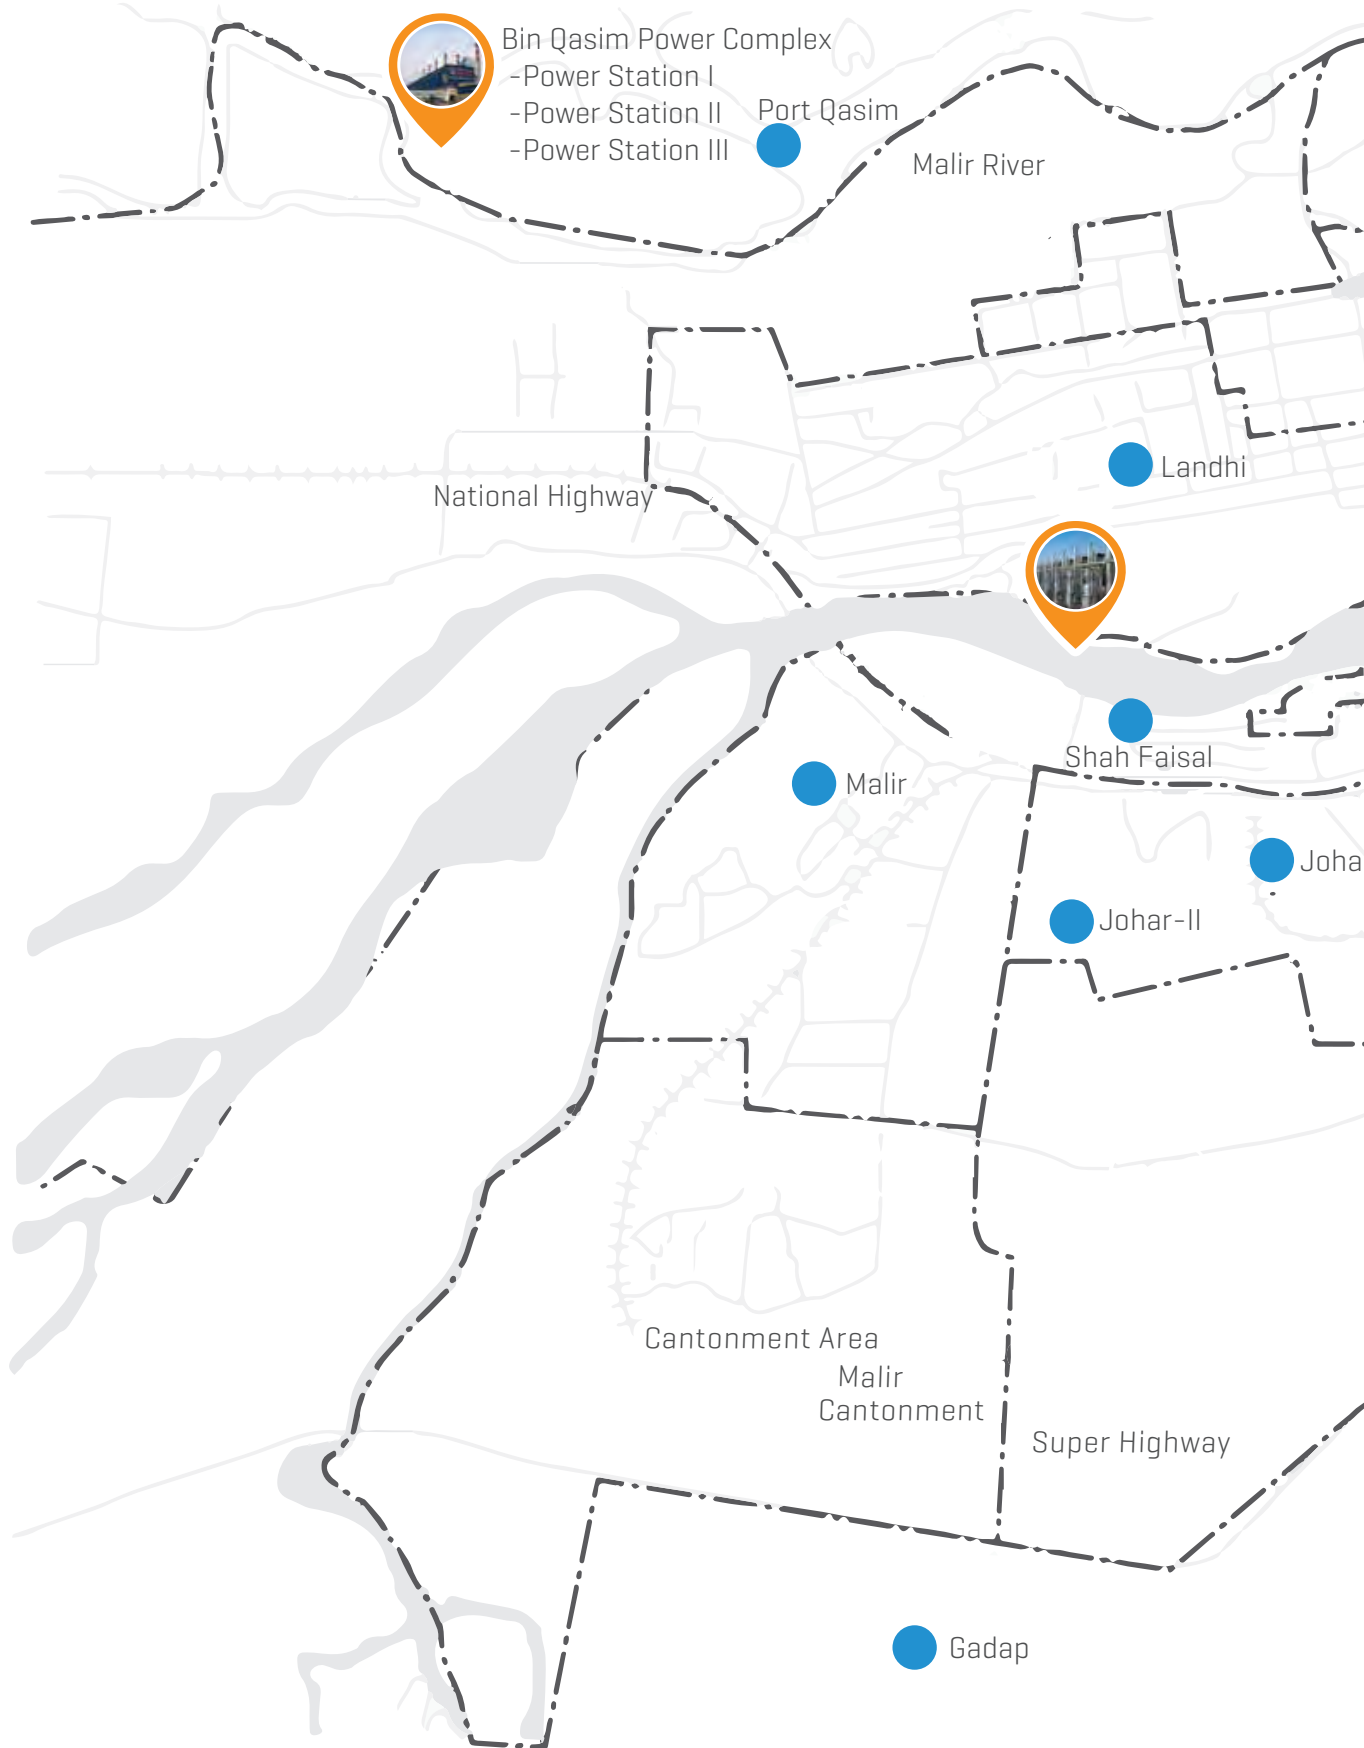 Bin Qasim Power Complex
-Power Station I
-Power Station II
-Power Station III
Port Qasim
Malir River
Landhi
National Highway
Shah Faisal
Malir
Joha
Johar-II
Cantonment Area
Malir
Cantonment
Super Highway
Gadap